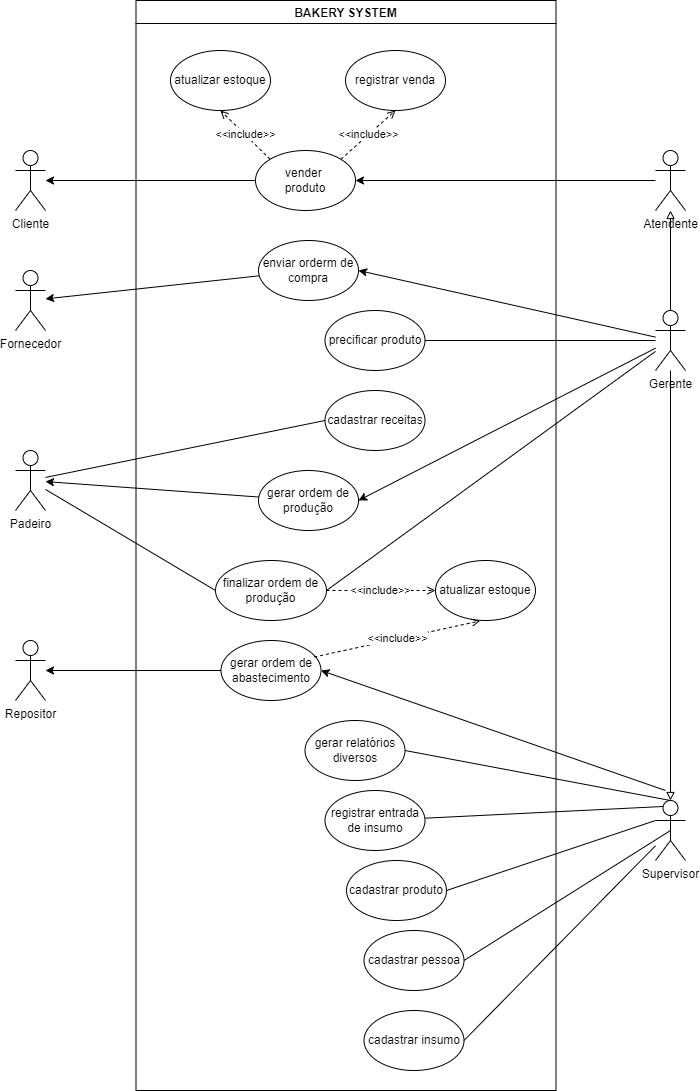 BAKERY SYSTEM
atualizar estoque
registrar venda
<<include>>
<<include>>
vender
produto
Cliente
Atendente
enviar orderm de
compra
Fornecedor
precificar produto
Gerente
cadastrar receitas
gerar ordem de
produção
Padeiro
finalizar ordem de
produção
<<include>>
atualizar estoque
<<include>>
gerar ordem de
abastecimento
Repositor
gerar relatórios
diversos
registrar entrada
de insumo
Supervisor
cadastrar produto
cadastrar pessoa
cadastrar insumo